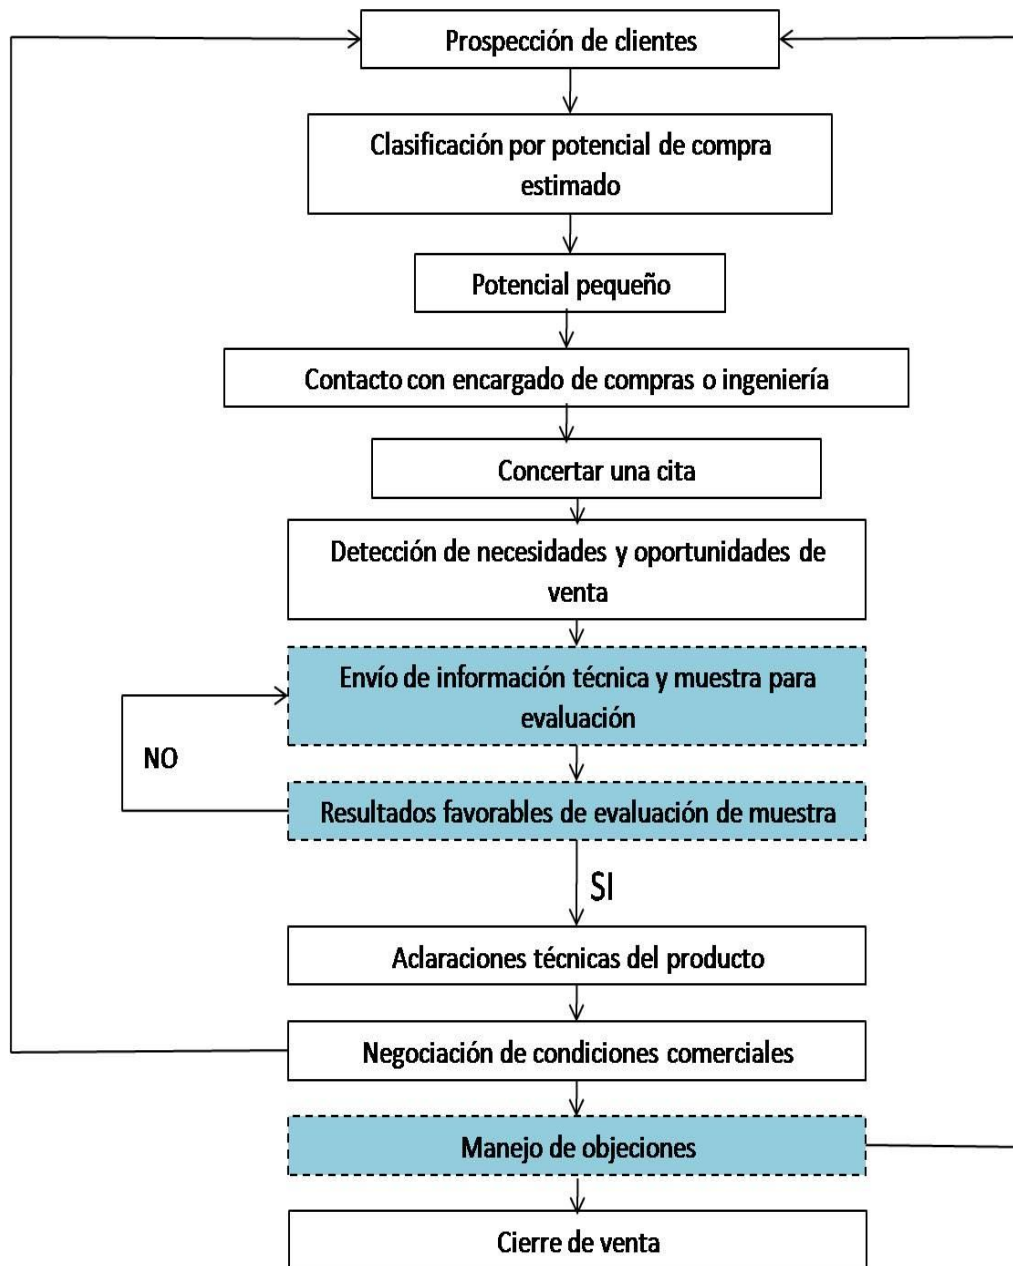 Prospección de clientes
Clasificación por potencial de compra
estimado
Potencial pequeño
Contacto con encargado de compras o ingeniería
Concertar una cita
Detección de necesidades y oportunidades de
venta
Envío de información técnica y muestra para
evaluación
NO
Resultados favorables de evaluación de muestra
SI
Aclaraciones técnicas del producto
Negociación de condiciones comerciales
Manejo de objeciones
Cierre de venta